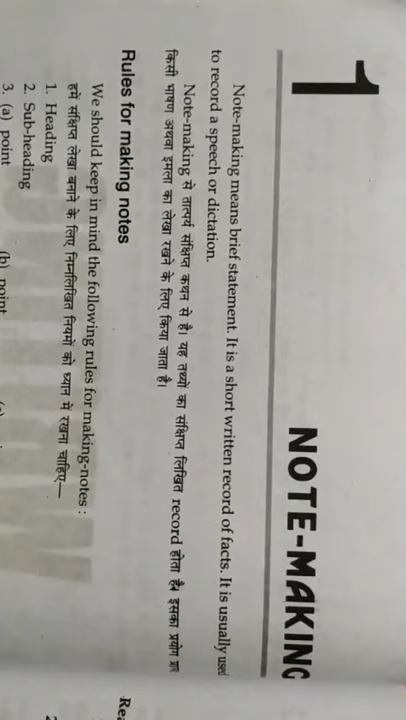 1
NOTE-MAKING
Note-making means brief statement. It is a short written record of facts. It is usually used
to record a speech or dictation.
Note-making से तात्पर्य संक्षिप्त कथन से है। यह तथ्यों का संक्षिप्त लिखित record होता है। इसका प्रयोग प्रायः
किसी भाषण अथवा इमला का लेखा रखने के लिए किया जाता है।
Rules for making notes
We should keep in mind the following rules for making-notes :
हमें संक्षिप्त लेखा बनाने के लिए निम्नलिखित नियमों को ध्यान में रखना चाहिए—
1. Heading
2. Sub-heading
3. (a) point (b) point